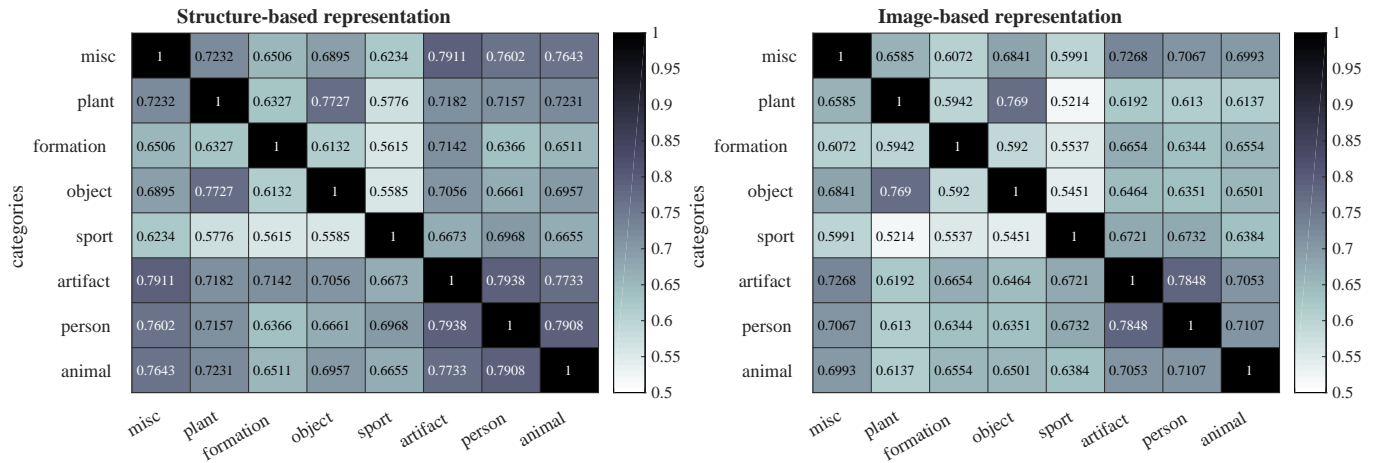 Structure-based representation
misc 1 0.7232 0.6506 0.6895 0.6234 0.7911 0.7602 0.7643
plant 0.7232 1 0.6327 0.7727 0.5776 0.7182 0.7157 0.7231
formation 0.6506 0.6327 1 0.6132 0.5615 0.7142 0.6366 0.6511
object 0.6895 0.7727 0.6132 1 0.5585 0.7056 0.6661 0.6957
sport 0.6234 0.5776 0.5615 0.5585 1 0.6673 0.6968 0.6655
artifact 0.7911 0.7182 0.7142 0.7056 0.6673 1 0.7938 0.7733
person 0.7602 0.7157 0.6366 0.6661 0.6968 0.7938 1 0.7908
animal 0.7643 0.7231 0.6511 0.6957 0.6655 0.7733 0.7908 1
misc plant formation object sport artifact person animal
categories
1
0.95
0.9
0.85
0.8
0.75
0.7
0.65
0.6
0.55
0.5
Image-based representation
misc 1 0.6585 0.6072 0.6841 0.5991 0.7268 0.7067 0.6993
plant 0.6585 1 0.5942 0.769 0.5214 0.6192 0.613 0.6137
formation 0.6072 0.5942 1 0.592 0.5537 0.6654 0.6344 0.6554
object 0.6841 0.769 0.592 1 0.5451 0.6464 0.6351 0.6501
sport 0.5991 0.5214 0.5537 0.5451 1 0.6721 0.6732 0.6384
artifact 0.7268 0.6192 0.6654 0.6464 0.6721 1 0.7848 0.7053
person 0.7067 0.613 0.6344 0.6351 0.6732 0.7848 1 0.7107
animal 0.6993 0.6137 0.6554 0.6501 0.6384 0.7053 0.7107 1
misc plant formation object sport artifact person animal
categories
1
0.95
0.9
0.85
0.8
0.75
0.7
0.65
0.6
0.55
0.5